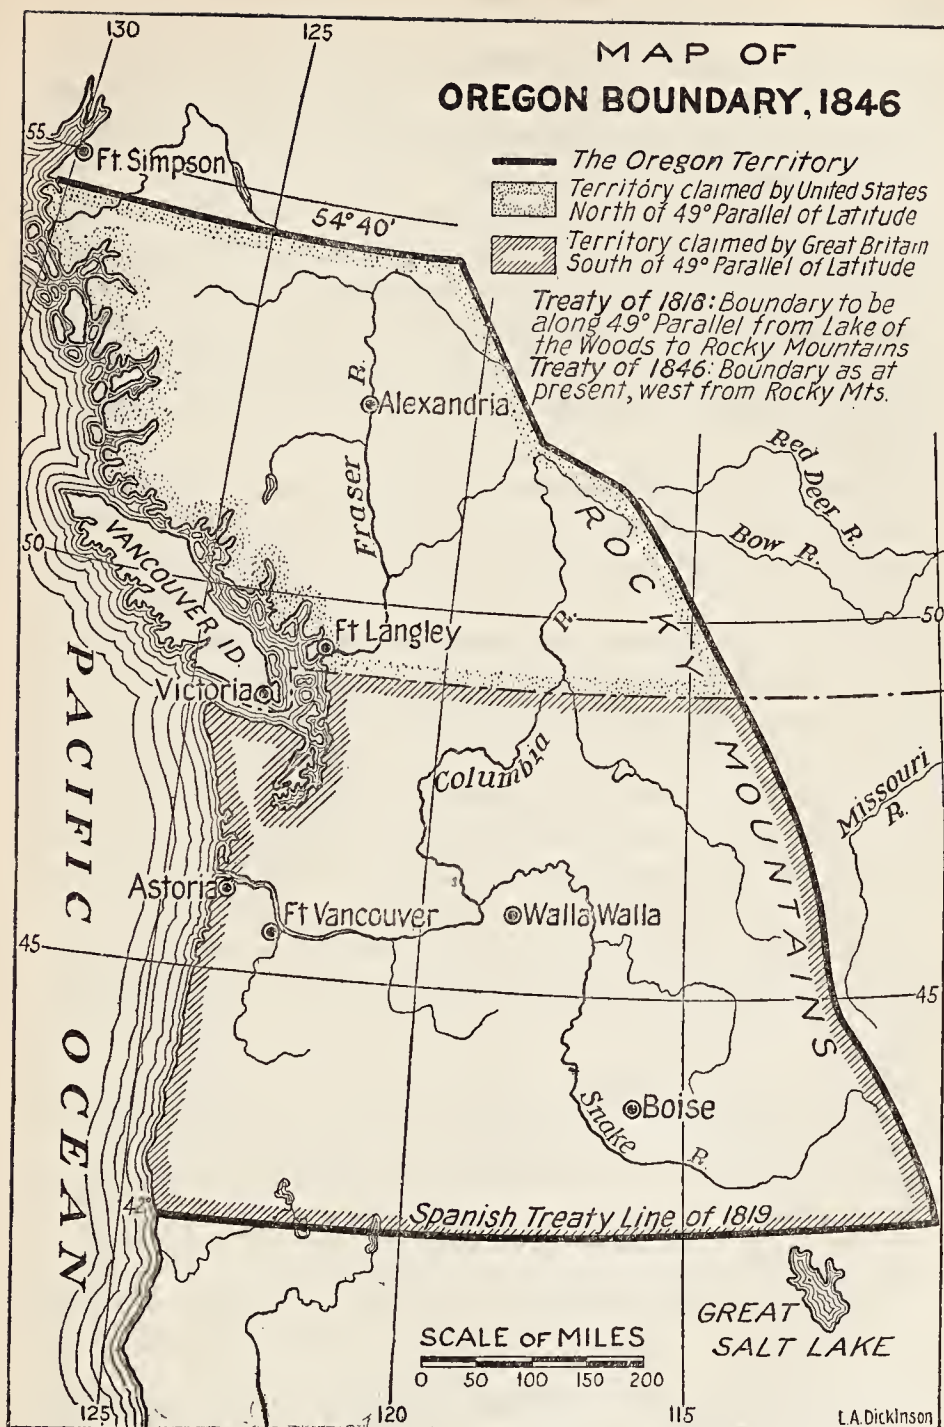 130
125
MAP OF
OREGON BOUNDARY, 1846
55
Ft. Simpson
The Oregon Territory
54° 40'
Territory claimed by United States
North of 49° Parallel of Latitude
Territory claimed by Great Britain
South of 49° Parallel of Latitude
Treaty of 1818: Boundary to be
along 49° Parallel from Lake of
the Woods to Rocky Mountains
Treaty of 1846: Boundary as at
present, west from Rocky Mts.
Alexandria
Fraser R.
Red Deer R.
Bow R.
ROCKY MOUNTAINS
50
VANCOUVER ID.
50
Ft Langley
Victoria
PACIFIC OCEAN
Columbia R.
Missouri R.
Astoria
Ft Vancouver
Walla Walla
45
45
Boise
Snake R.
42°
Spanish Treaty Line of 1819
GREAT
SALT LAKE
SCALE OF MILES
0 50 100 150 200
125
120
115
L.A. Dickinson